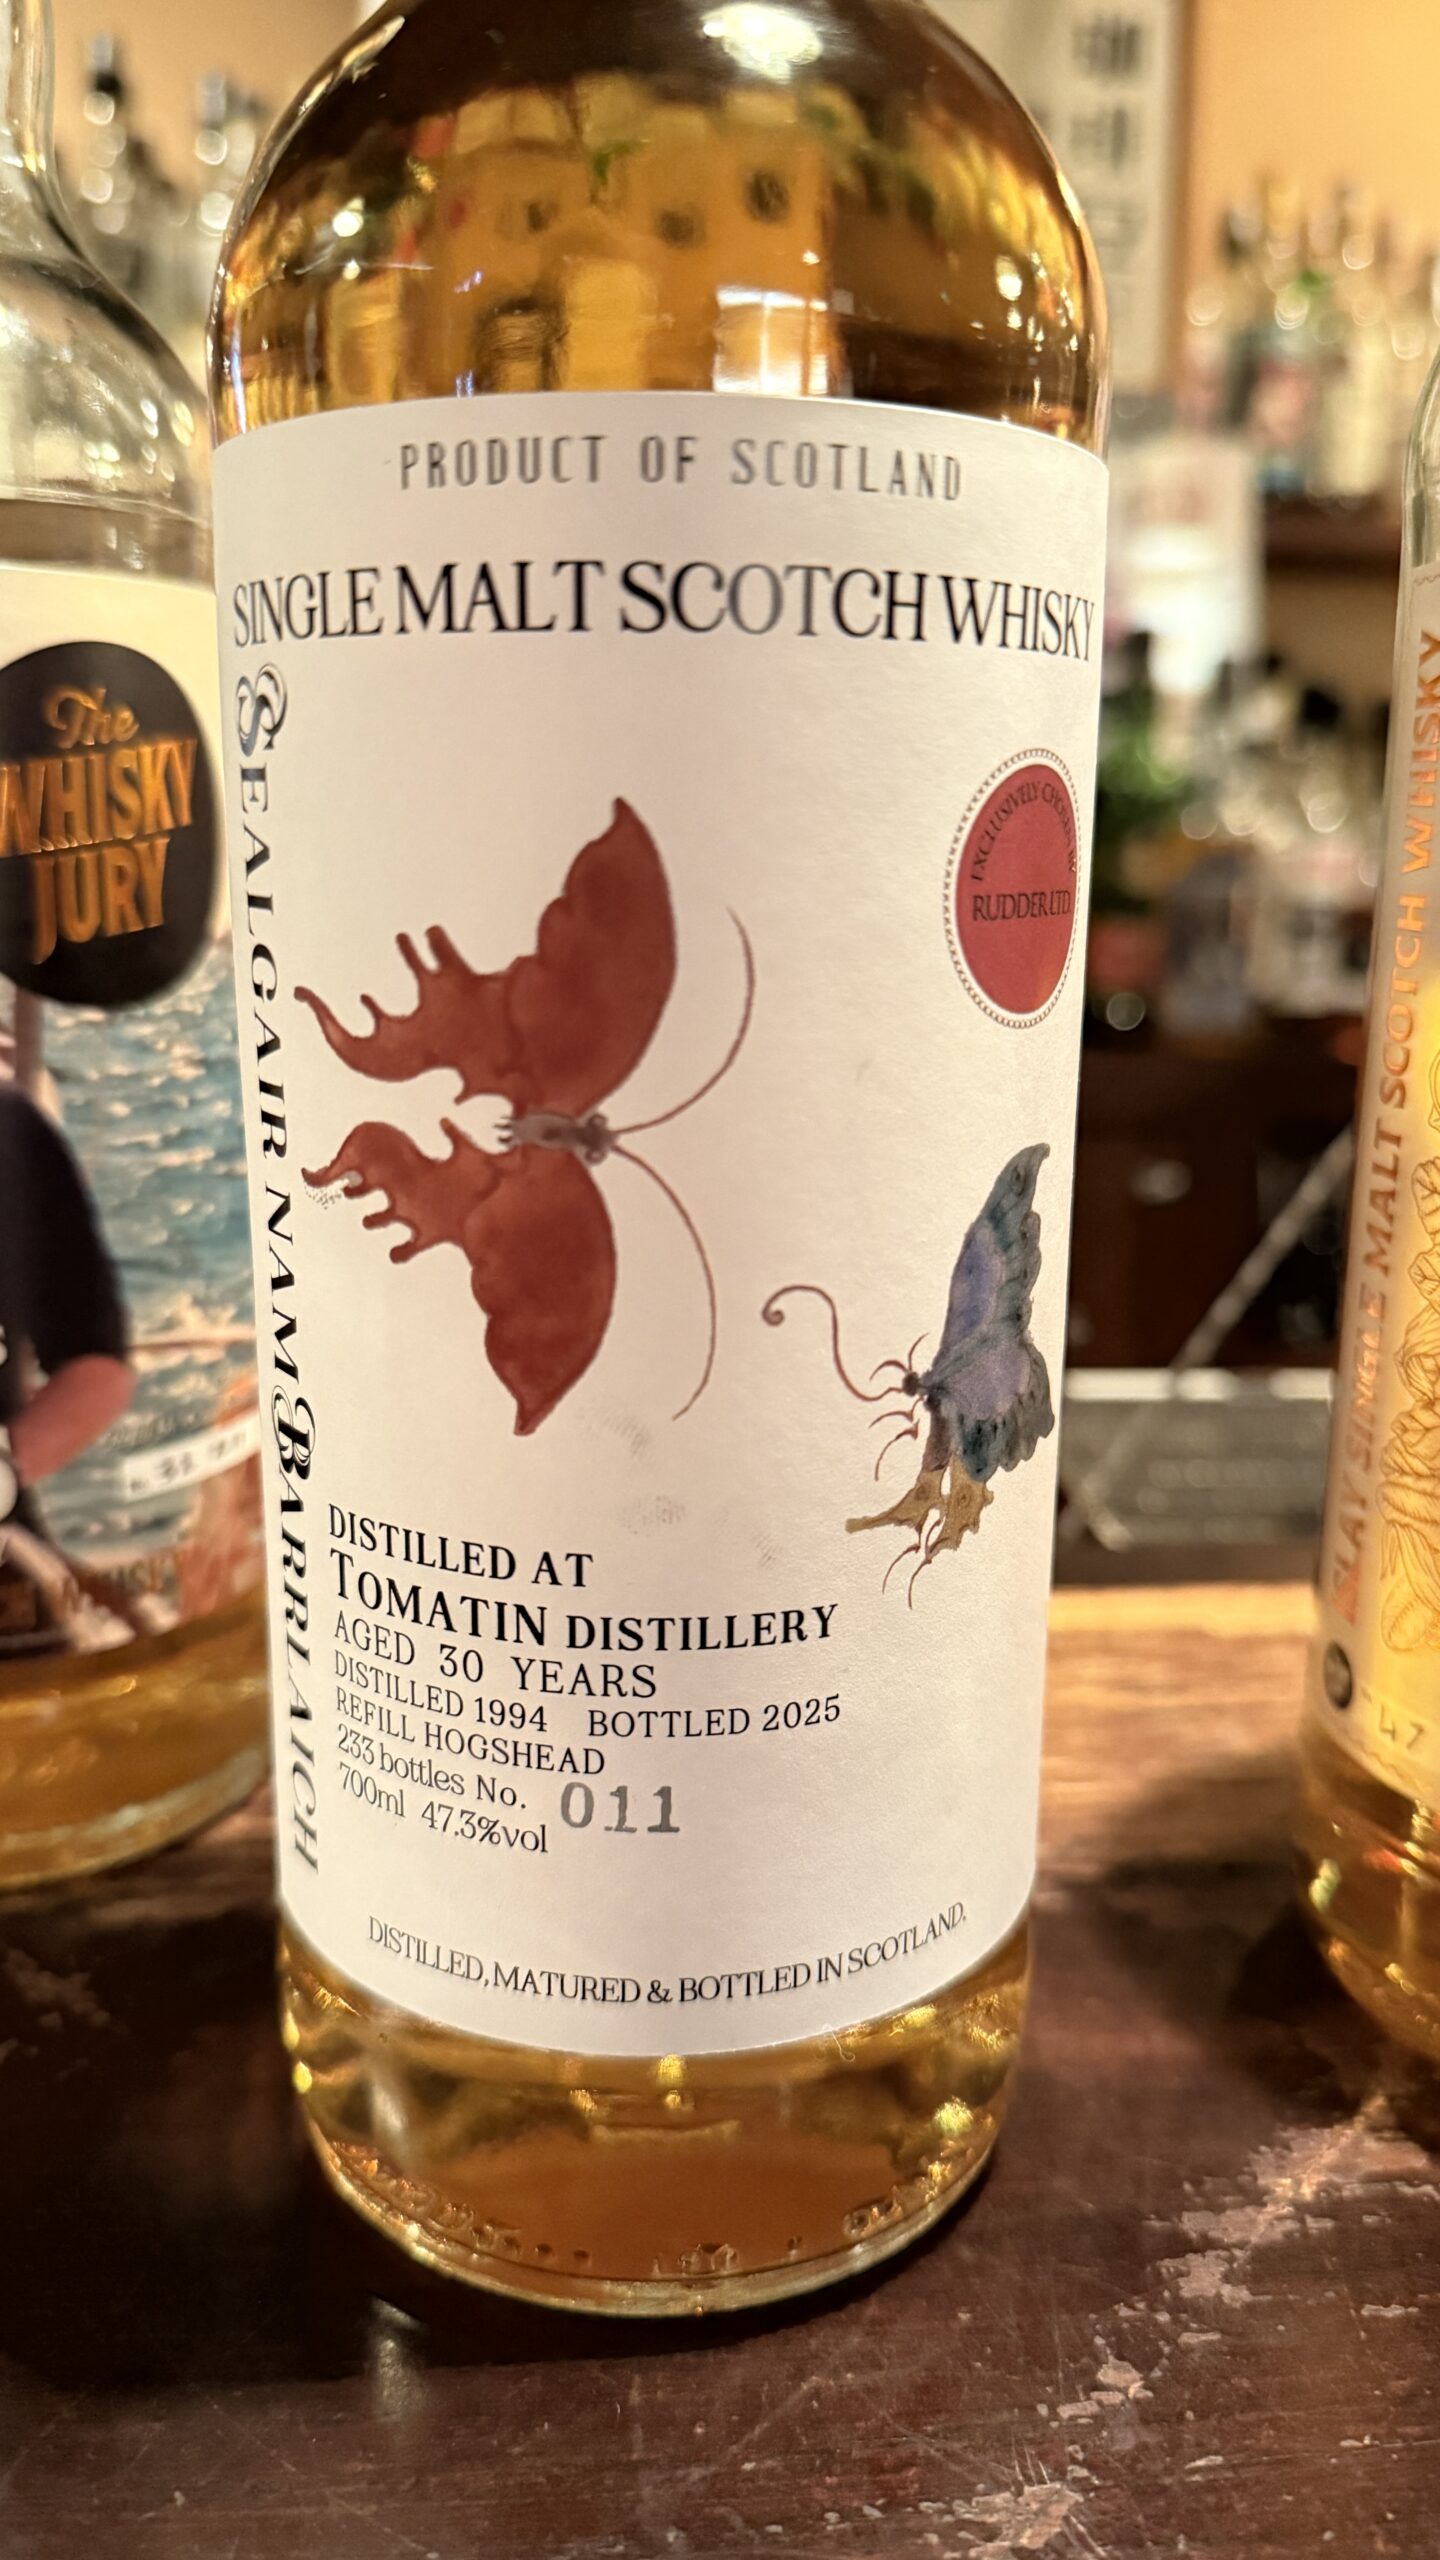 PRODUCT OF SCOTLAND
SINGLE MALT SCOTCH WHISKY
SEALGAIR NAM BARRLAICH
EXCLUSIVELY CHOSEN BY
RUDDER LTD.
DISTILLED AT
TOMATIN DISTILLERY
AGED 30 YEARS
DISTILLED 1994 BOTTLED 2025
REFILL HOGSHEAD
233 bottles No. 011
700ml 47.3%vol
DISTILLED, MATURED & BOTTLED IN SCOTLAND.
The
WHISKY
JURY
ISLAY SINGLE MALT SCOTCH WHISKY
47